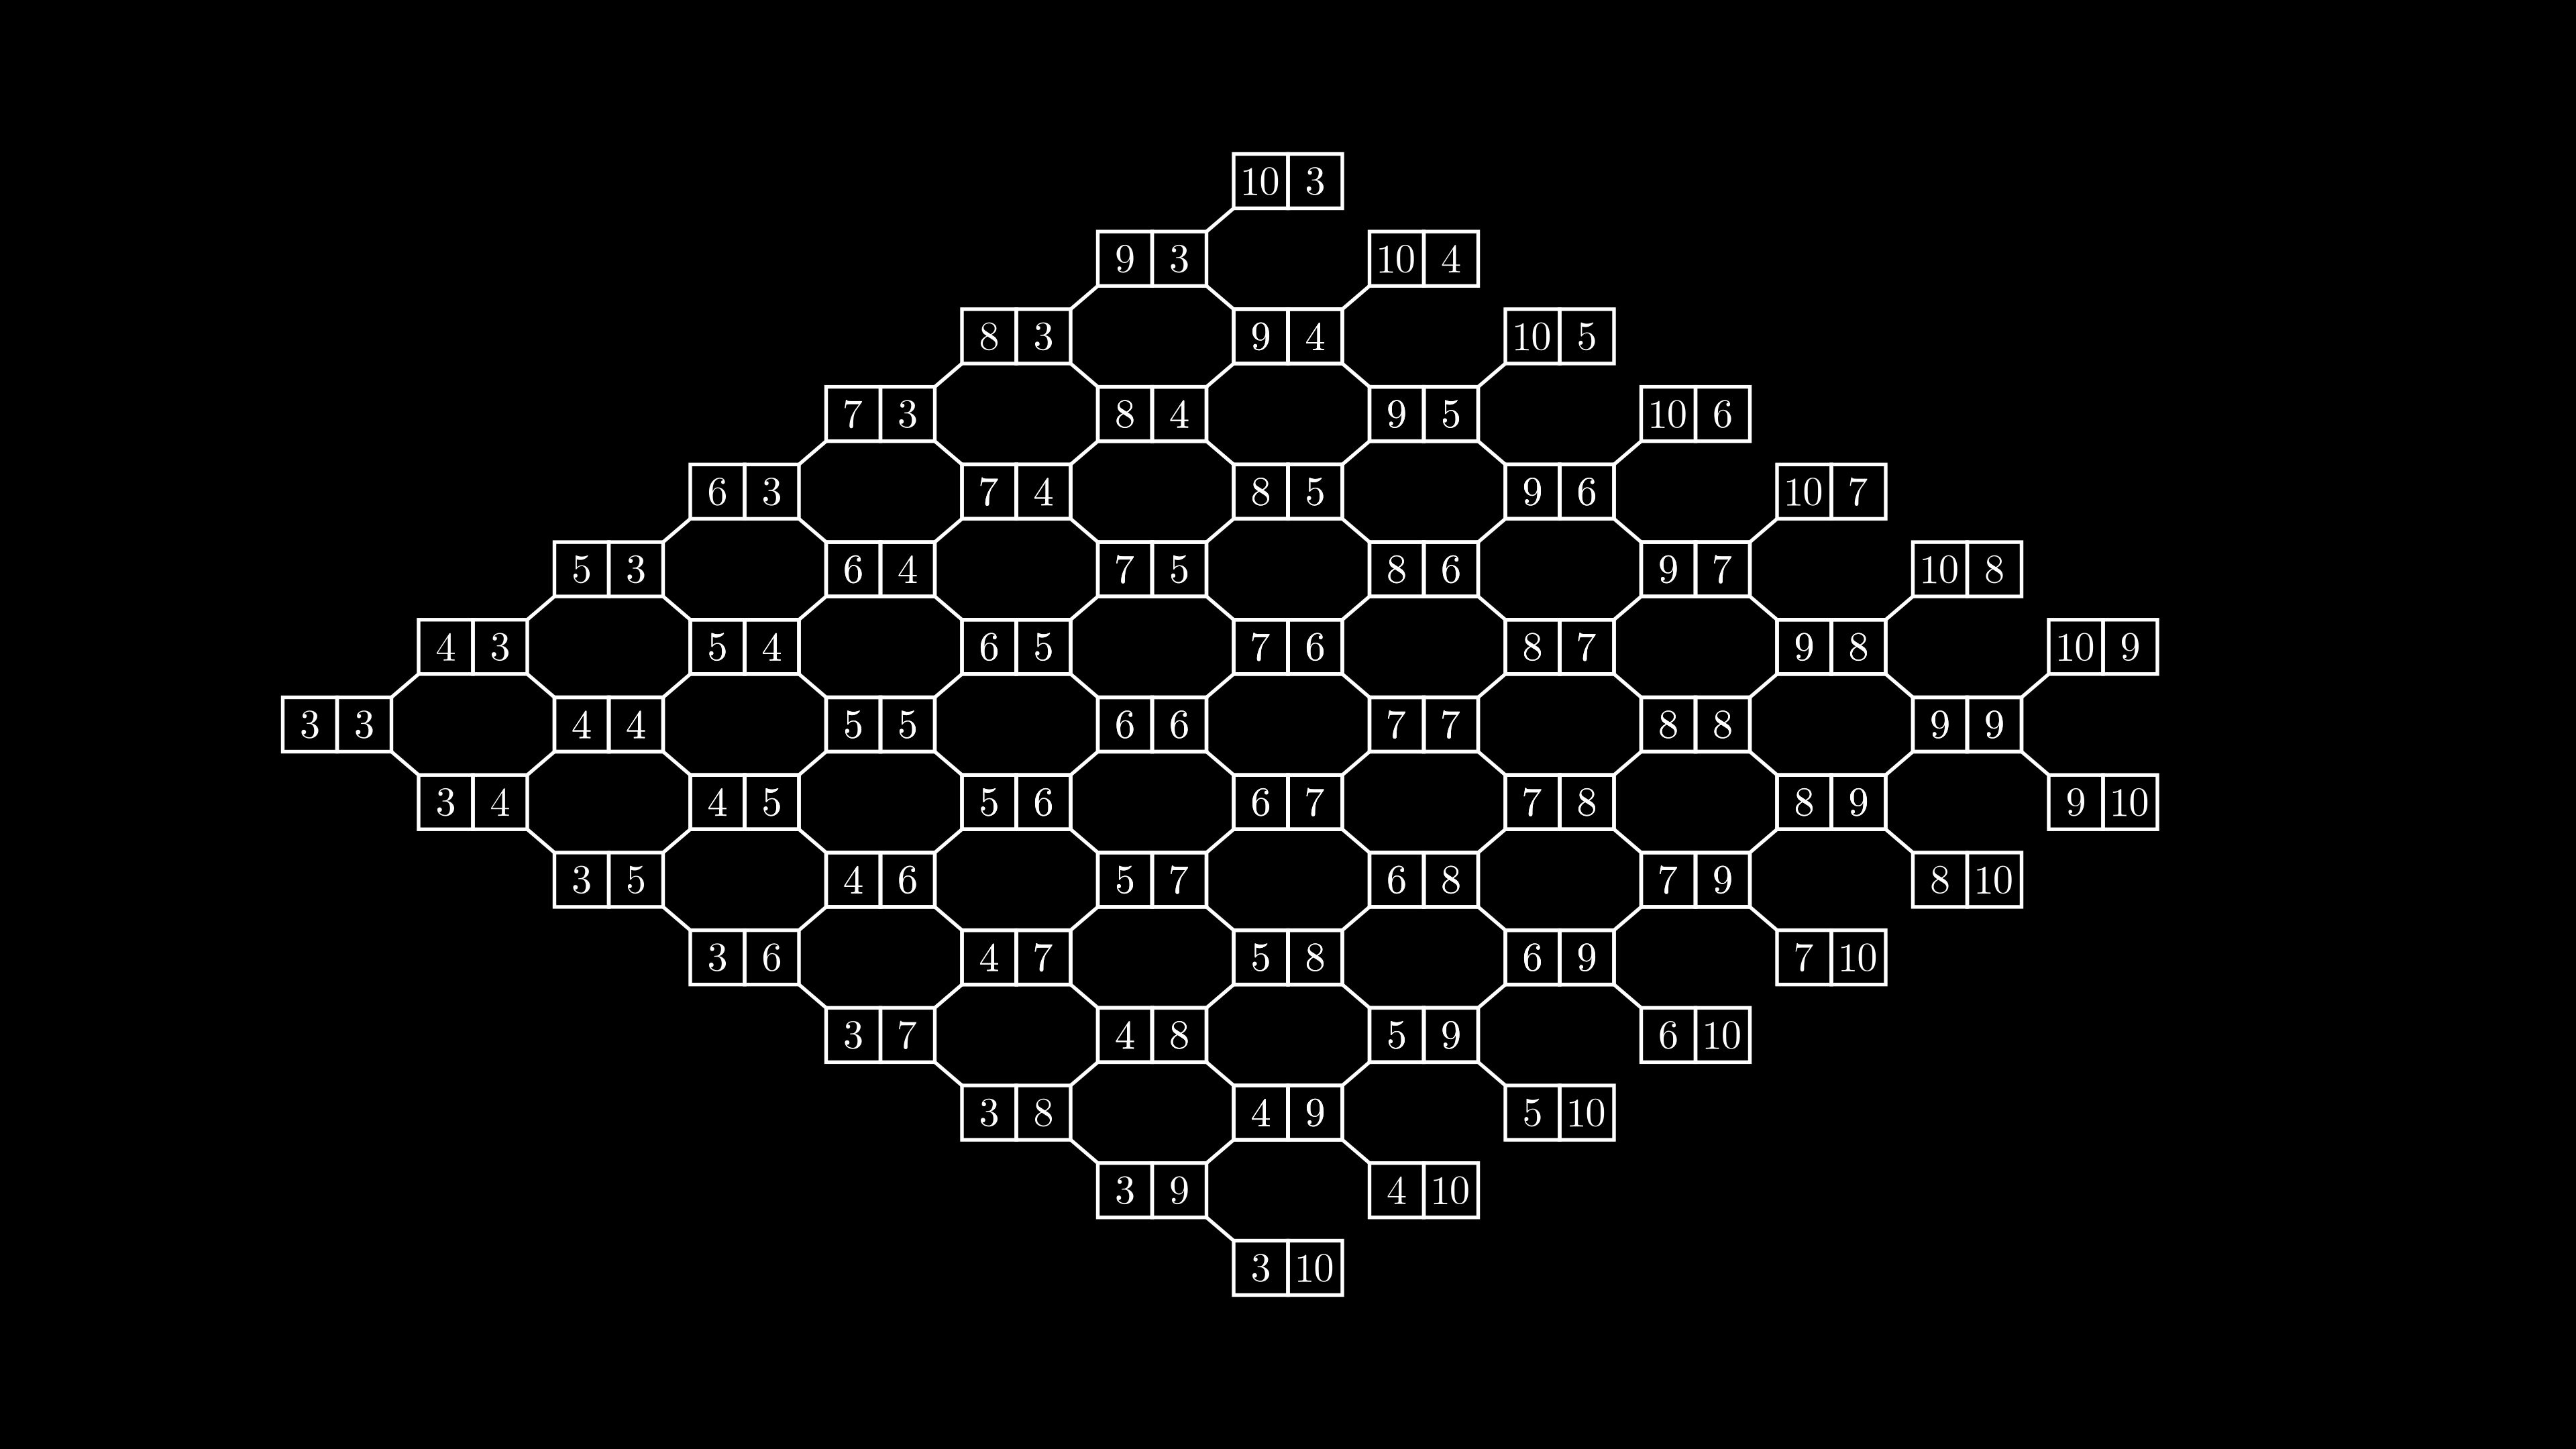 10 3
9 3 10 4
8 3 9 4 10 5
7 3 8 4 9 5 10 6
6 3 7 4 8 5 9 6 10 7
5 3 6 4 7 5 8 6 9 7 10 8
4 3 5 4 6 5 7 6 8 7 9 8 10 9
3 3 4 4 5 5 6 6 7 7 8 8 9 9
3 4 4 5 5 6 6 7 7 8 8 9 9 10
3 5 4 6 5 7 6 8 7 9 8 10
3 6 4 7 5 8 6 9 7 10
3 7 4 8 5 9 6 10
3 8 4 9 5 10
3 9 4 10
3 10